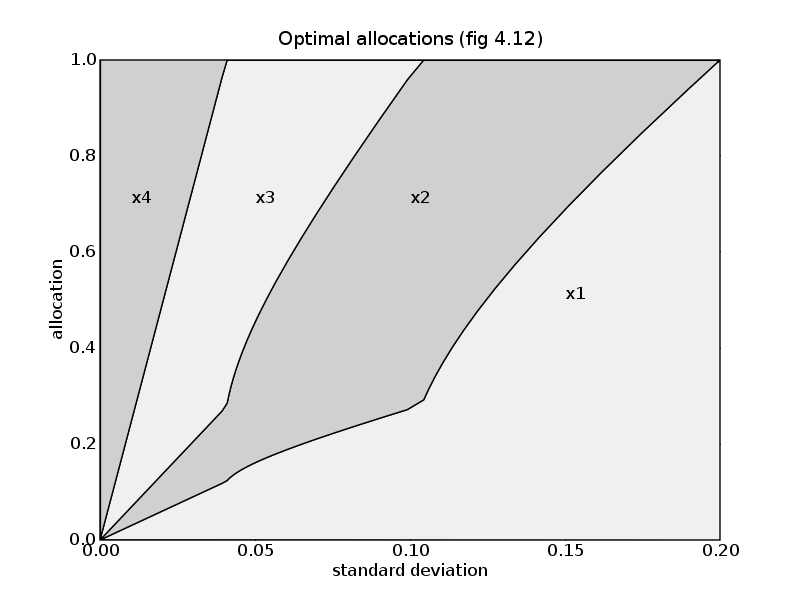 Optimal allocations (fig 4.12)
1.0
0.8
x4
x3
x2
0.6
allocation
x1
0.4
0.2
0.0
0.00 0.05 0.10 0.15 0.20
standard deviation